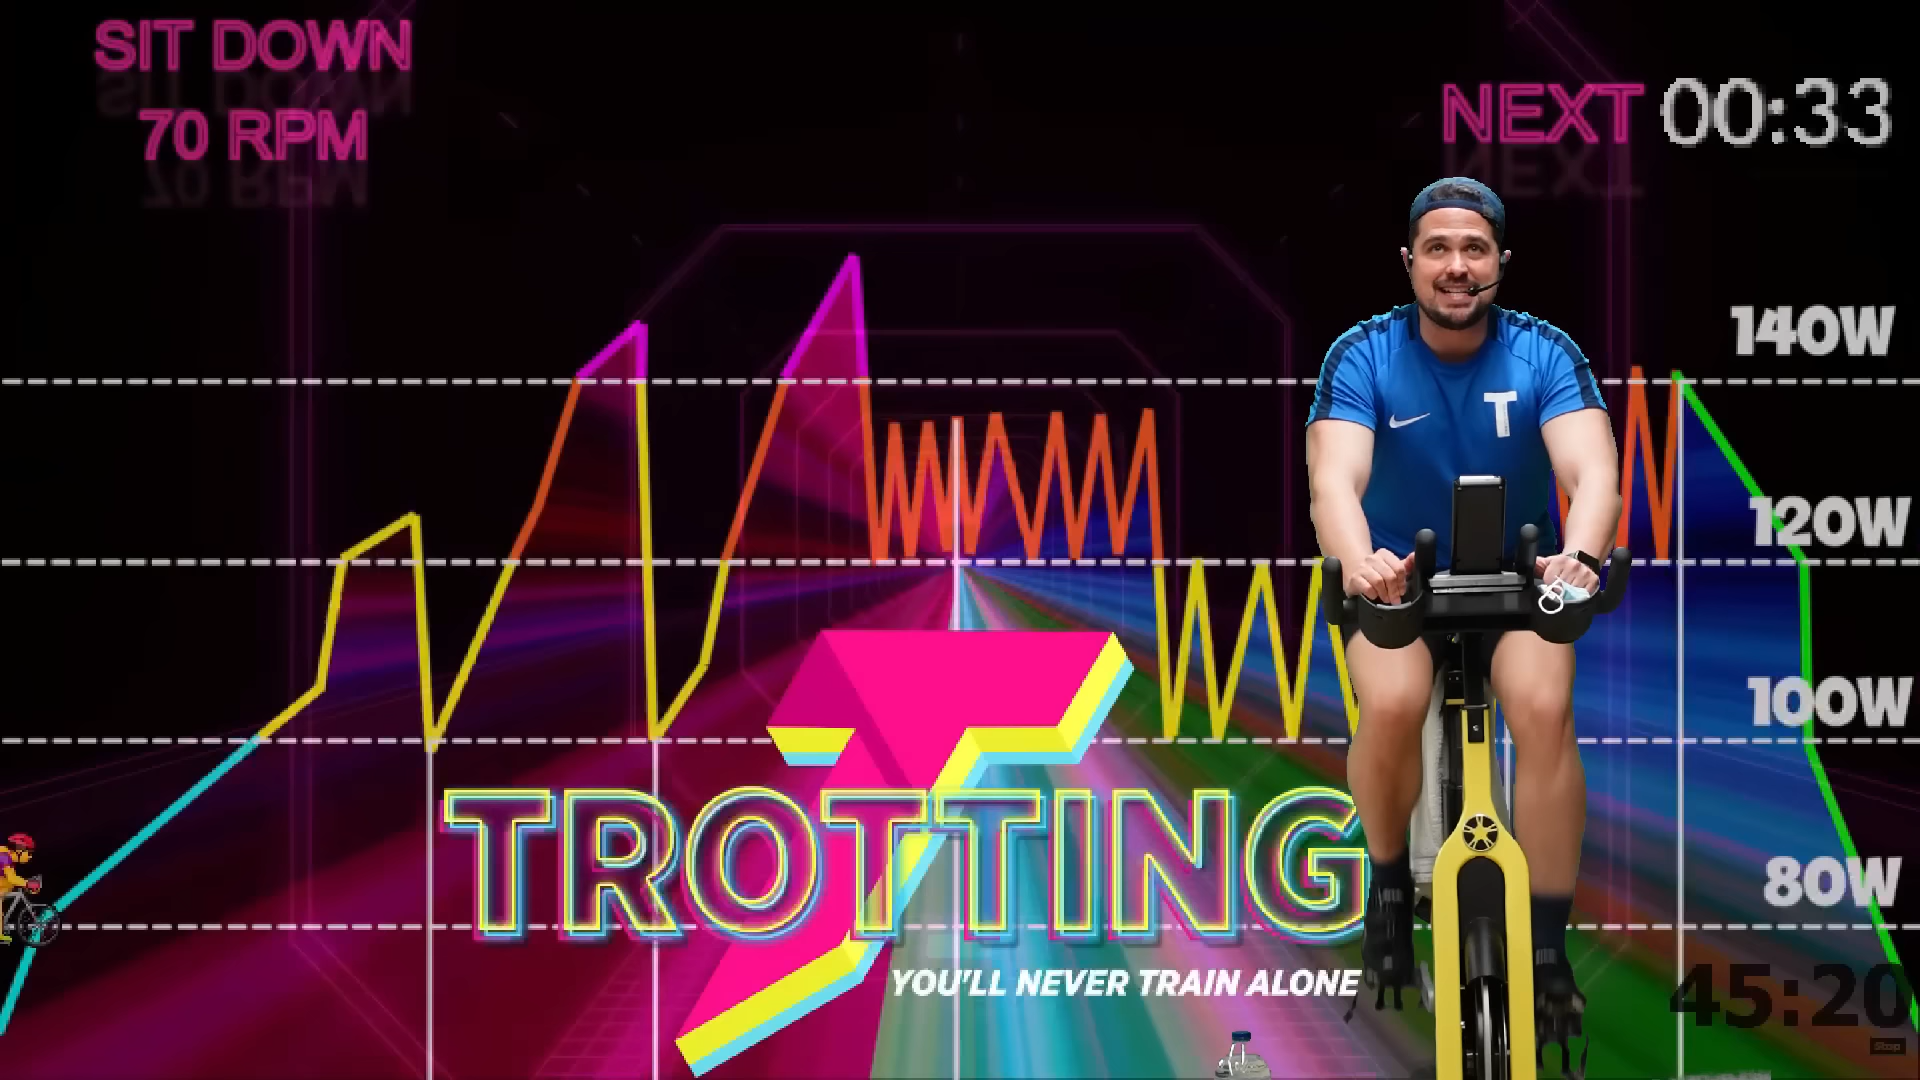 SIT DOWN
70 RPM
NEXT 00:33
140W
T
120W
100W
80W
TROTTING
YOU'LL NEVER TRAIN ALONE
45:20
Stop